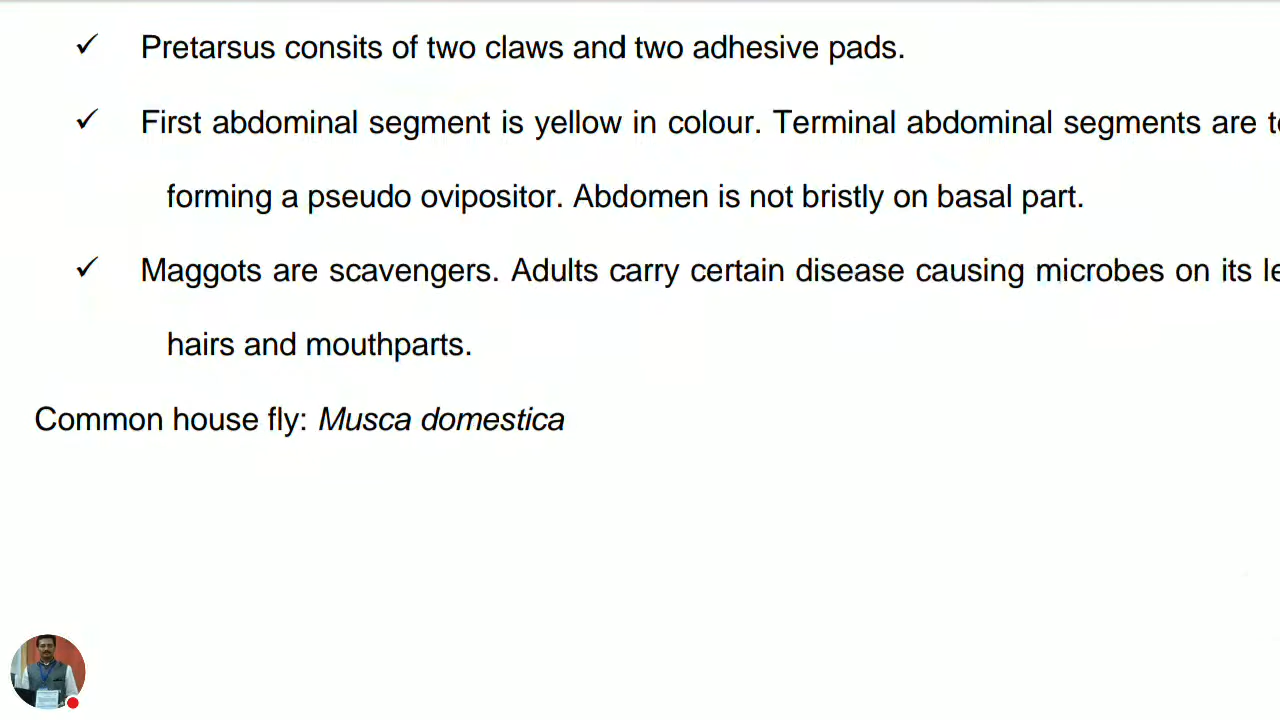 ✓ Pretarsus consits of two claws and two adhesive pads.
✓ First abdominal segment is yellow in colour. Terminal abdominal segments are
forming a pseudo ovipositor. Abdomen is not bristly on basal part.
✓ Maggots are scavengers. Adults carry certain disease causing microbes on its
hairs and mouthparts.
Common house fly: Musca domestica